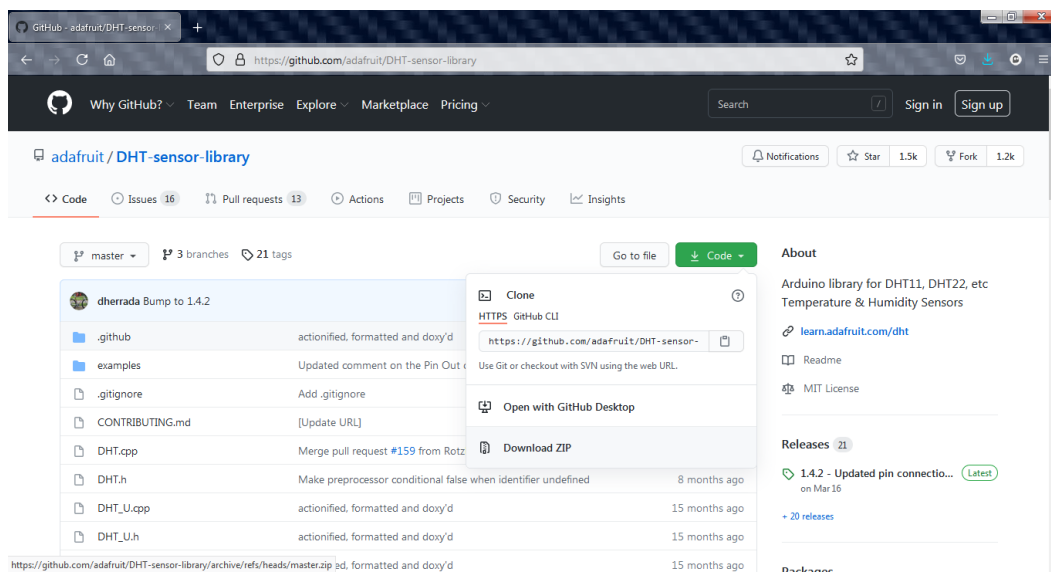 GitHub - adafruit/DHT-sensor-l
https://github.com/adafruit/DHT-sensor-library
Why GitHub? Team Enterprise Explore Marketplace Pricing Search / Sign in Sign up
adafruit / DHT-sensor-library Notifications Star 1.5k Fork 1.2k
Code Issues 16 Pull requests 13 Actions Projects Security Insights
master 3 branches 21 tags Go to file Code
dherrada Bump to 1.4.2
.github actionified, formatted and doxy'd
examples Updated comment on the Pin Out
.gitignore Add .gitignore
CONTRIBUTING.md [Update URL]
DHT.cpp Merge pull request #159 from Rotz
DHT.h Make preprocessor conditional false when identifier undefined 8 months ago
DHT_U.cpp actionified, formatted and doxy'd 15 months ago
DHT_U.h actionified, formatted and doxy'd 15 months ago
ed, formatted and doxy'd 15 months ago
Clone
HTTPS GitHub CLI
https://github.com/adafruit/DHT-sensor-
Use Git or checkout with SVN using the web URL.
Open with GitHub Desktop
Download ZIP
About
Arduino library for DHT11, DHT22, etc
Temperature & Humidity Sensors
learn.adafruit.com/dht
Readme
MIT License
Releases 21
1.4.2 - Updated pin connectio... Latest
on Mar 16
+ 20 releases
Packages
https://github.com/adafruit/DHT-sensor-library/archive/refs/heads/master.zip